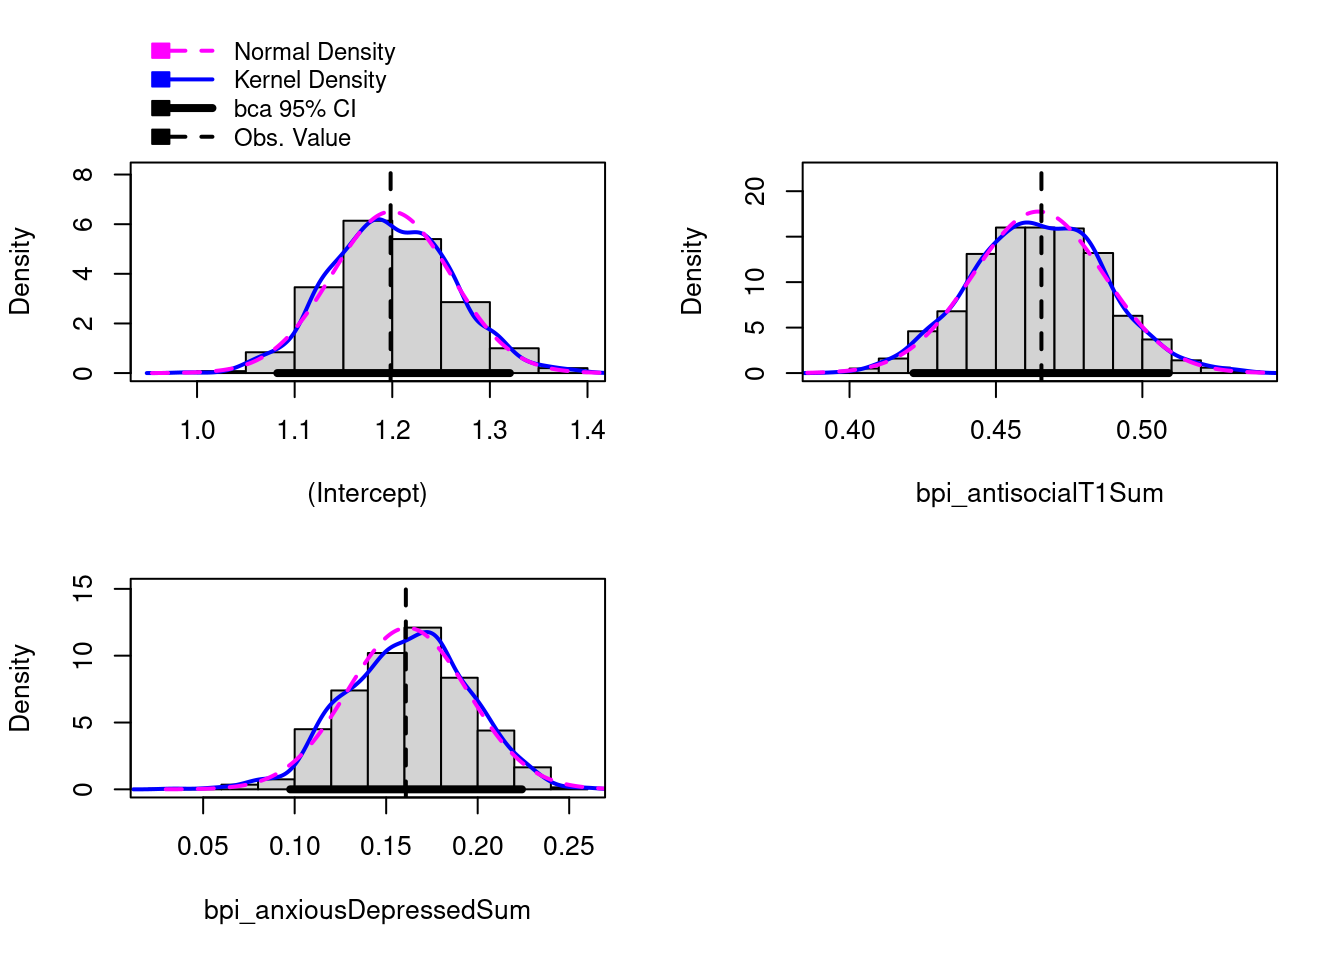 Normal Density
Kernel Density
bca 95% CI
Obs. Value
Density
0 2 4 6 8
1.0 1.1 1.2 1.3 1.4
(Intercept)
Density
0 5 10 20
0.40 0.45 0.50
bpi_antisocialT1Sum
Density
0 5 10 15
0.05 0.10 0.15 0.20 0.25
bpi_anxiousDepressedSum